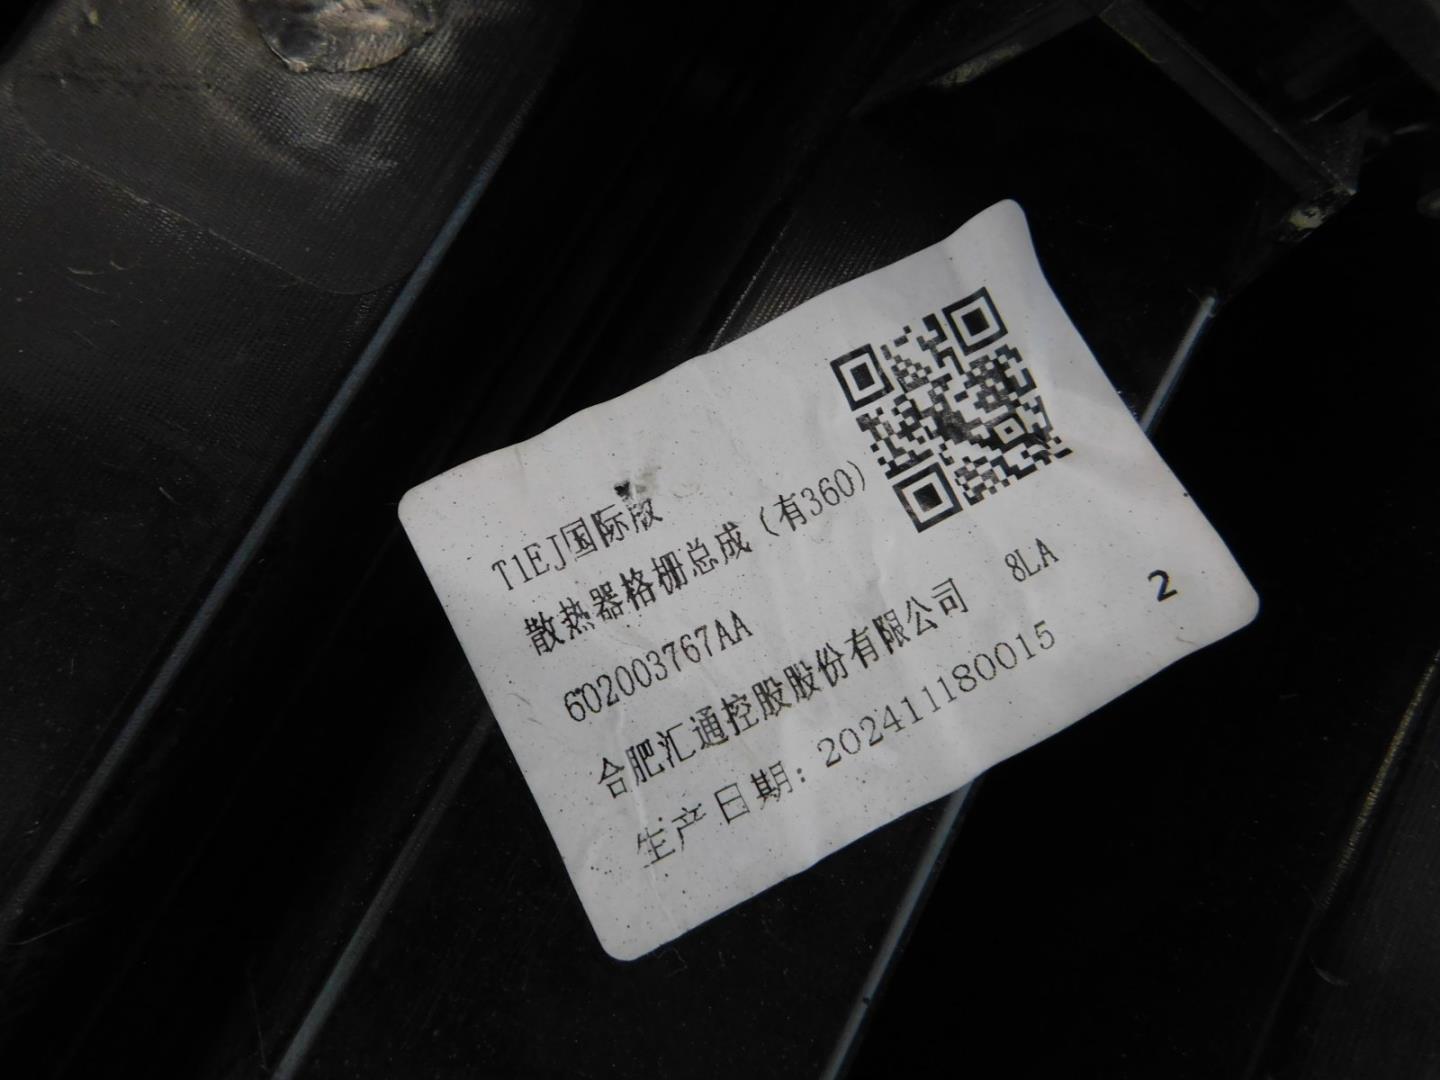 T1EJ国际版
散热器格栅总成（有360）
602003767AA
合肥汇通控股股份有限公司 8LA
生产日期: 202411180015
2